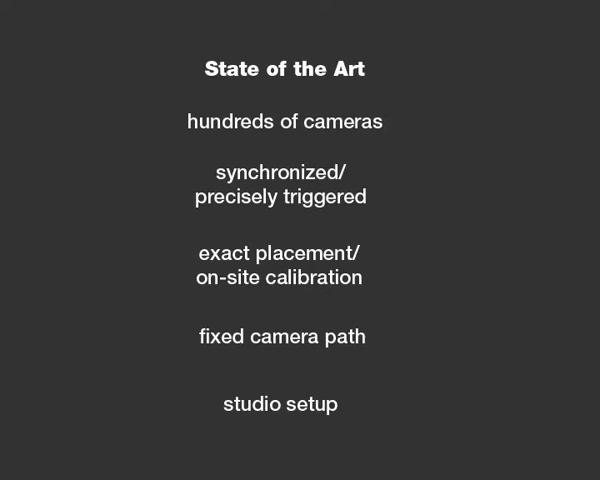 State of the Art
hundreds of cameras
synchronized/
precisely triggered
exact placement/
on-site calibration
fixed camera path
studio setup